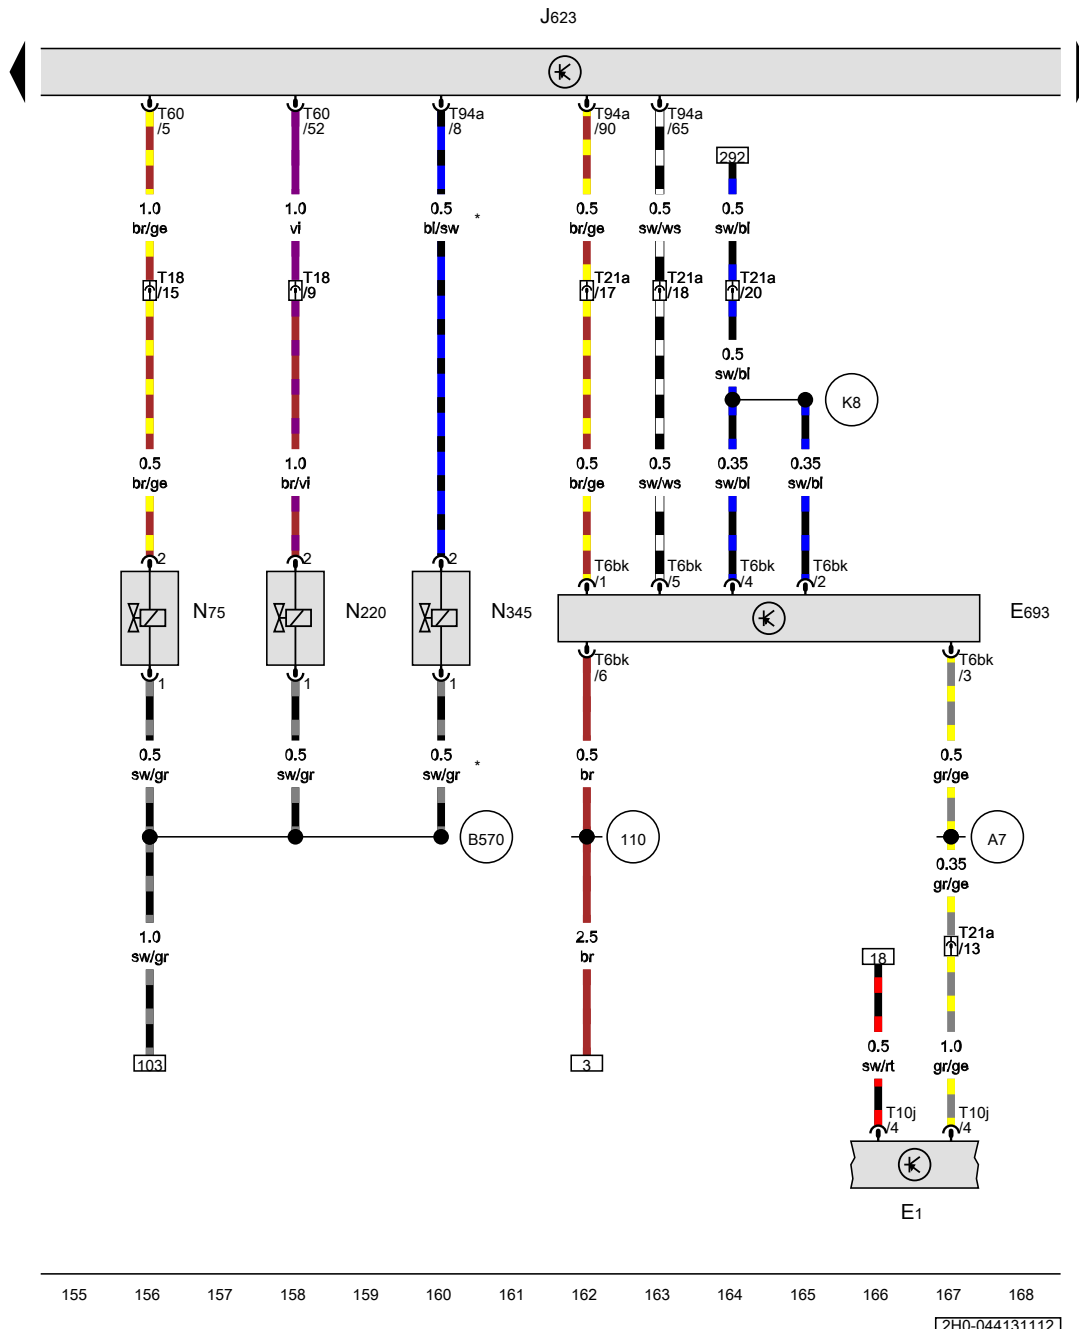 J623
T60 T60 T94a T94a T94a
/5 /52 /8 /90 /65
292
1.0 1.0 0.5 0.5 0.5 0.5
br/ge vi bl/sw * br/ge sw/ws sw/bl
T18 T18 T21a T21a T21a
/15 /9 /17 /18 /20
0.5
sw/bl
K8
0.5 1.0 0.5 0.5 0.35 0.35
br/ge br/vi br/ge sw/ws sw/bl sw/bl
2 2 2 T6bk T6bk T6bk T6bk
/1 /5 /4 /2
N75 N220 N345 E693
1 1 1 T6bk T6bk
/6 /3
0.5 0.5 0.5 0.5 0.5
sw/gr sw/gr sw/gr * br gr/ge
B570 110 A7
0.35
gr/ge
1.0 2.5 T21a
sw/gr br 18 /13
0.5 1.0
sw/rt gr/ge
103 3
T10j T10j
/4 /4
E1
155 156 157 158 159 160 161 162 163 164 165 166 167 168
2H0-044131112